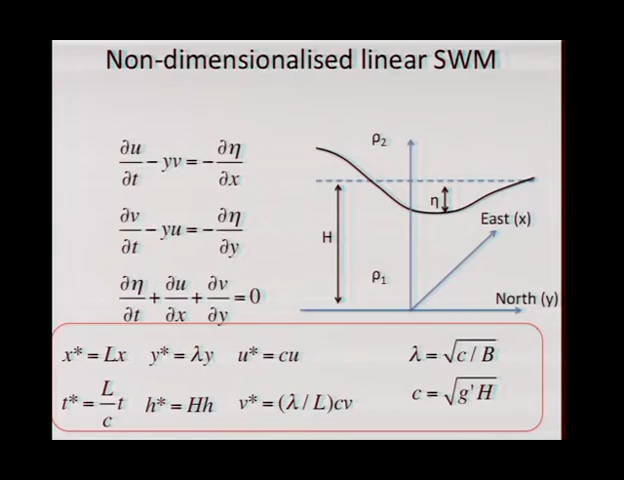 Non-dimensionalised linear SWM
∂u/∂t − yv = −∂η/∂x
∂v/∂t − yu = −∂η/∂y
∂η/∂t + ∂u/∂x + ∂v/∂y = 0
ρ₂
η
H
East (x)
ρ₁
North (y)
x* = Lx y* = λy u* = cu λ = √(c / B)
t* = L/c t h* = Hh v* = (λ / L)cv c = √(g'H)